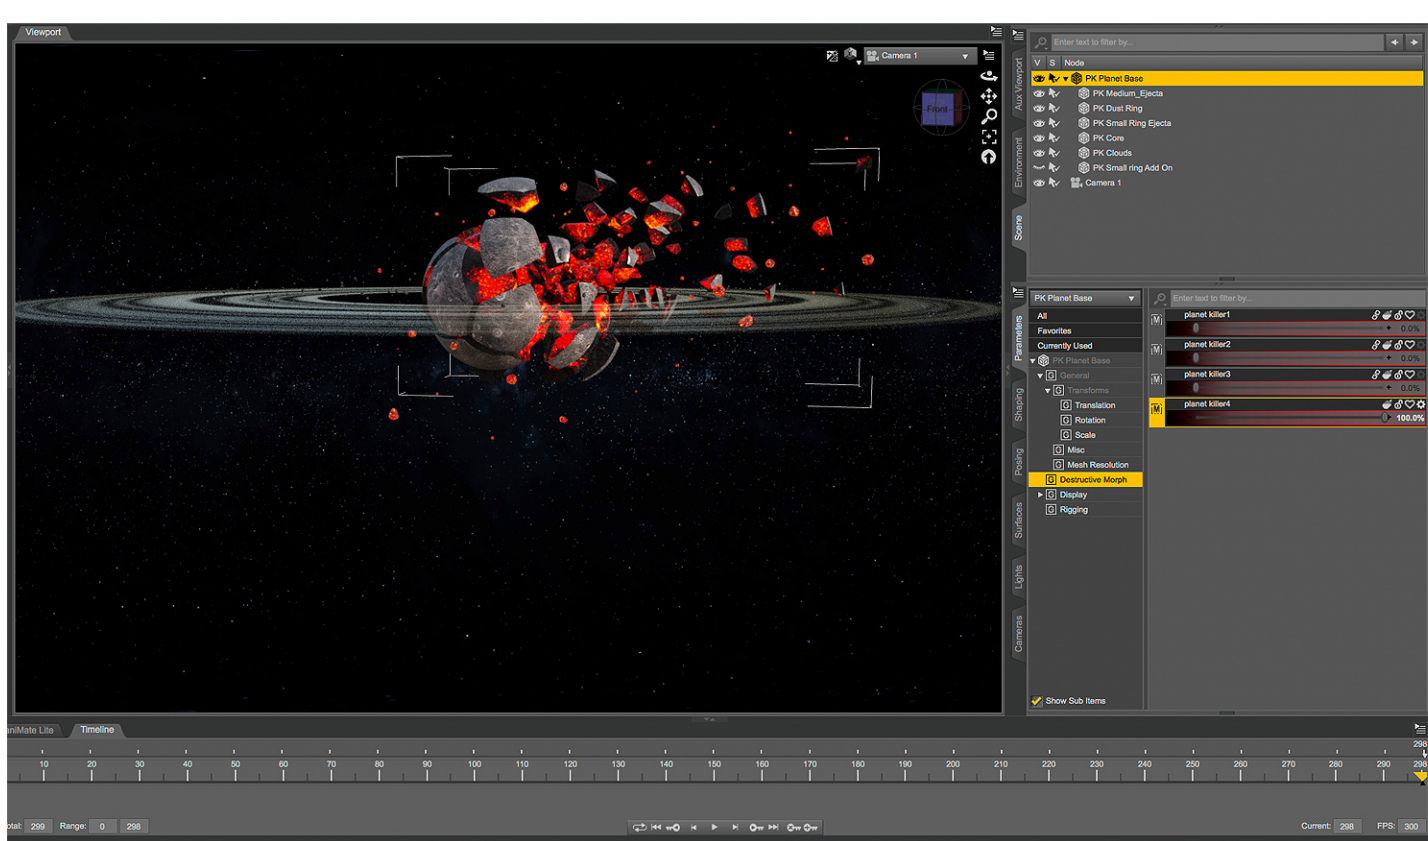 Viewport
Camera 1
Front
Aux Viewport
Environment
Scene
Enter text to filter by...
V S Node
PK Planet Base
PK Medium_Ejecta
PK Dust Ring
PK Small Ring Ejecta
PK Core
PK Clouds
PK Small ring Add On
Camera 1
Parameters
Shaping
Posing
Surfaces
Lights
Cameras
PK Planet Base
All
Favorites
Currently Used
PK Planet Base
G General
G Transforms
G Translation
G Rotation
G Scale
G Misc
G Mesh Resolution
G Destructive Morph
G Display
G Rigging
Show Sub Items
Enter text to filter by...
M planet killer1
0.0%
M planet killer2
0.0%
M planet killer3
0.0%
M planet killer4
100.0%
aniMate Lite Timeline
298
10 20 30 40 50 60 70 80 90 100 110 120 130 140 150 160 170 180 190 200 210 220 230 240 250 260 270 280 290 298
otal: 299 Range: 0 298 Current: 298 FPS: 300